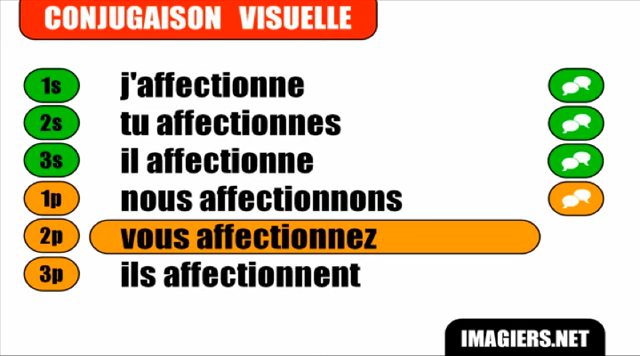 CONJUGAISON VISUELLE
1s j'affectionne
2s tu affectionnes
3s il affectionne
1p nous affectionnons
2p vous affectionnez
3p ils affectionnent
IMAGIERS.NET